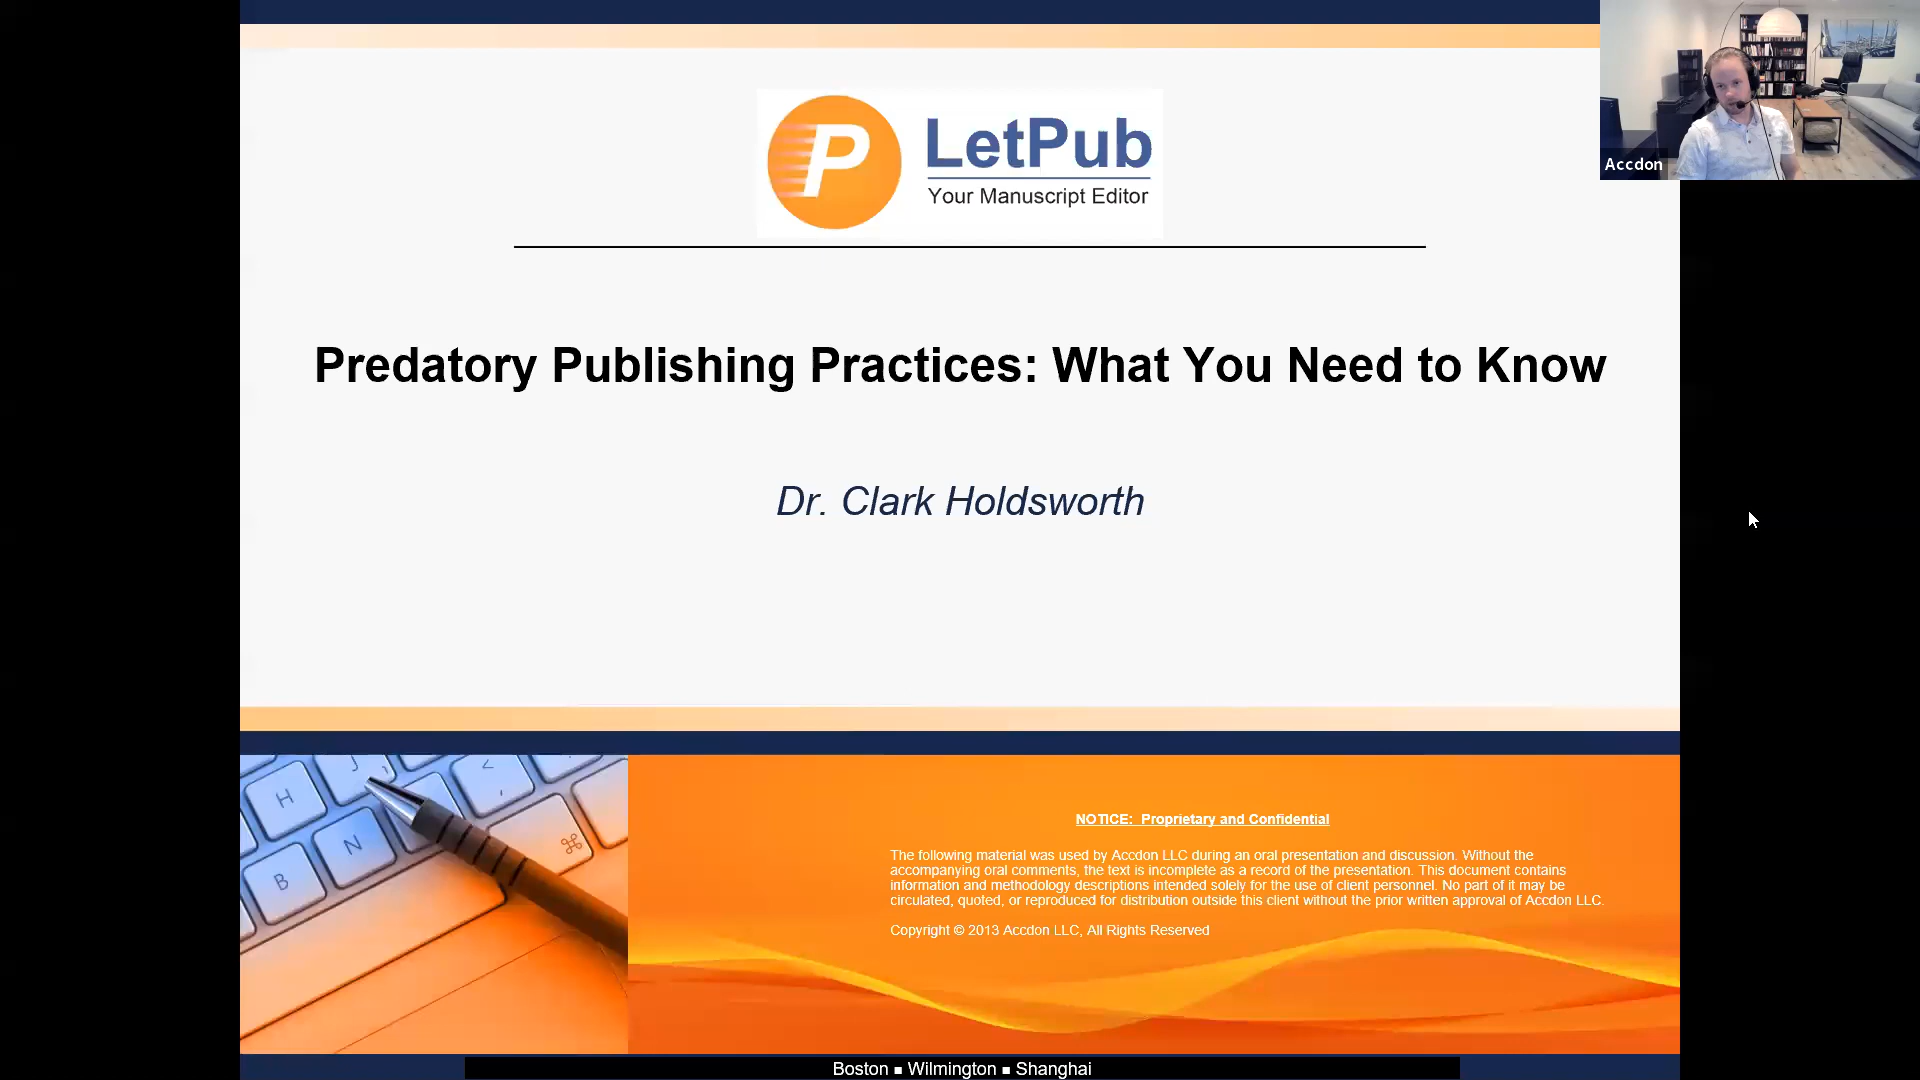 P
LetPub
Your Manuscript Editor
Accdon
Predatory Publishing Practices: What You Need to Know
Dr. Clark Holdsworth
H
J
<
,
N
B
⌘
NOTICE:  Proprietary and Confidential
The following material was used by Accdon LLC during an oral presentation and discussion. Without the
accompanying oral comments, the text is incomplete as a record of the presentation. This document contains
information and methodology descriptions intended solely for the use of client personnel. No part of it may be
circulated, quoted, or reproduced for distribution outside this client without the prior written approval of Accdon LLC.
Copyright © 2013 Accdon LLC, All Rights Reserved
Boston ■ Wilmington ■ Shanghai